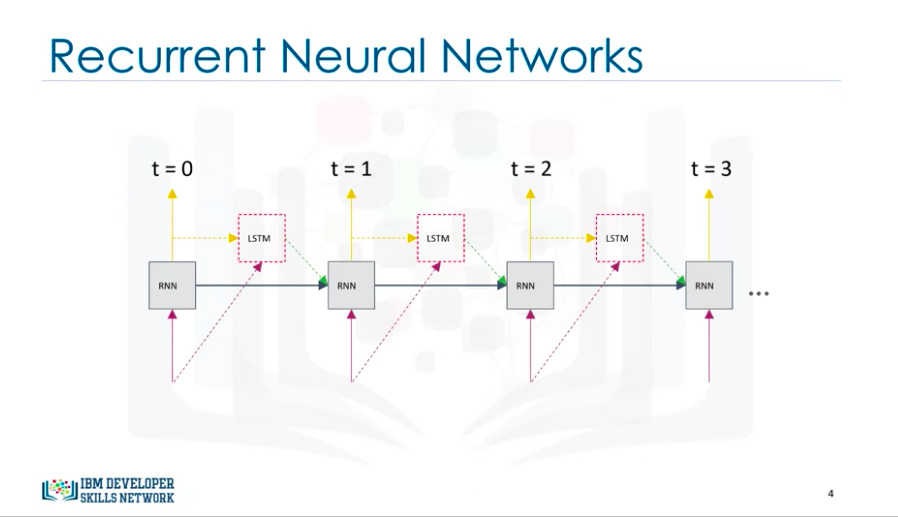 Recurrent Neural Networks
t = 0
t = 1
t = 2
t = 3
LSTM
LSTM
LSTM
RNN
RNN
RNN
RNN
...
IBM DEVELOPER
SKILLS NETWORK
4